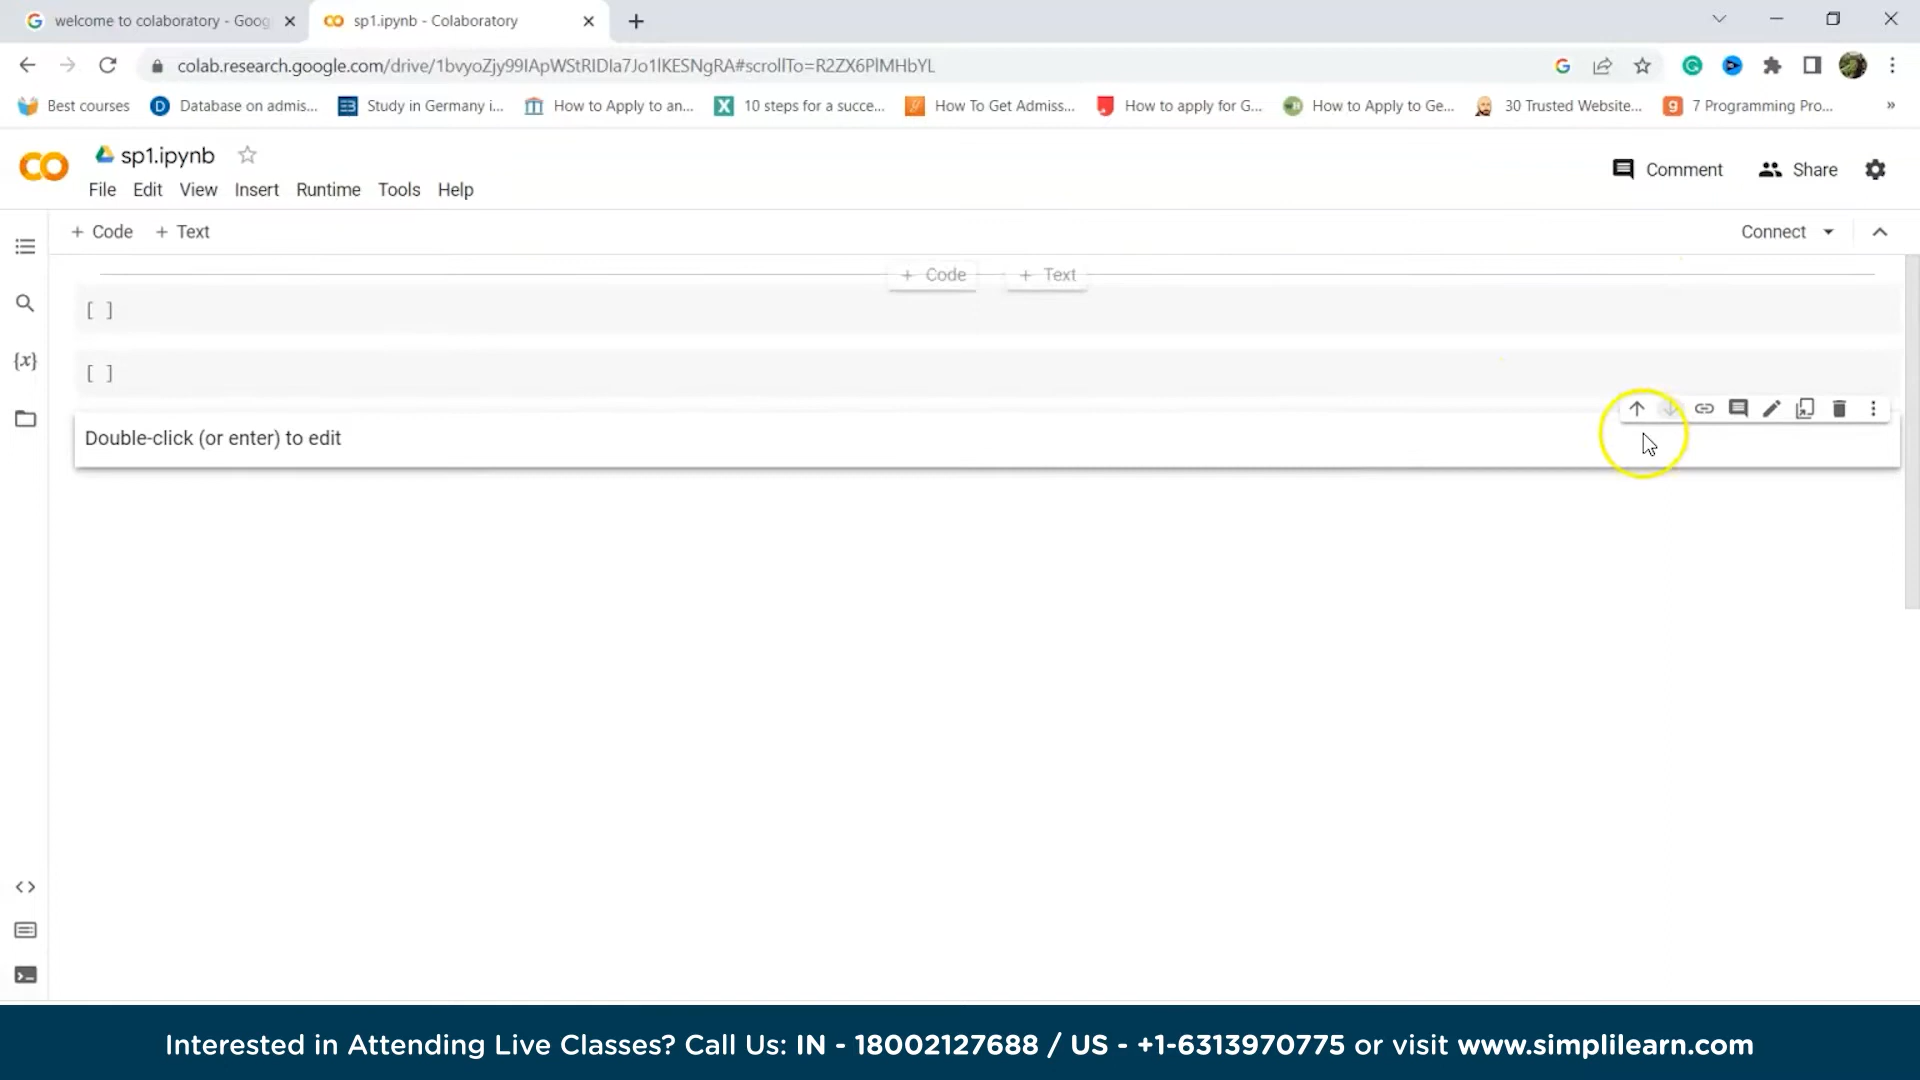 welcome to colaboratory - Goog
sp1.ipynb - Colaboratory
colab.research.google.com/drive/1bvyoZjy99IApWStRIDIa7Jo1lKESNgRA#scrollTo=R2ZX6PlMHbYL
Best courses
Database on admis...
Study in Germany i...
How to Apply to an...
10 steps for a succe...
How To Get Admiss...
How to apply for G...
How to Apply to Ge...
30 Trusted Website...
7 Programming Pro...
»
CO
sp1.ipynb
Comment
Share
File Edit View Insert Runtime Tools Help
+ Code + Text
Connect
+ Code + Text
[ ]
[ ]
Double-click (or enter) to edit
{x}
Interested in Attending Live Classes? Call Us: IN - 18002127688 / US - +1-6313970775 or visit www.simplilearn.com